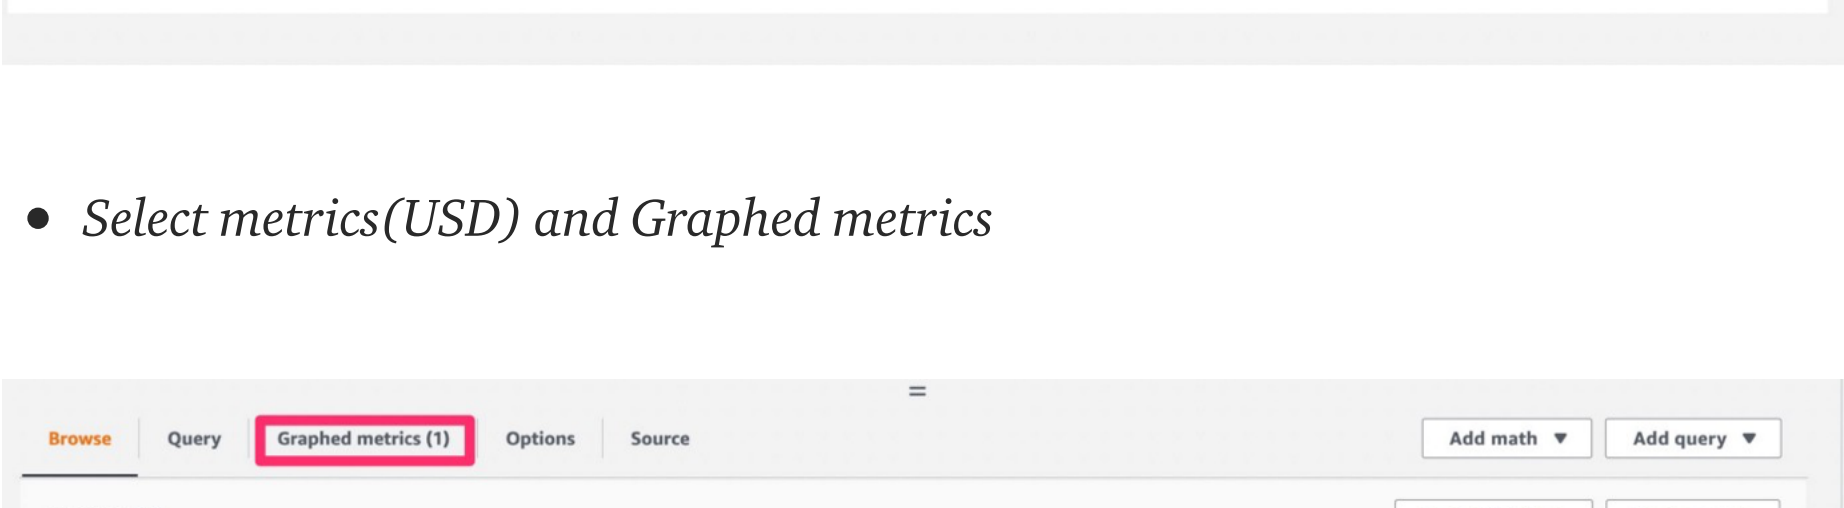 Select metrics(USD) and Graphed metrics
Browse Query Graphed metrics (1) Options Source Add math Add query